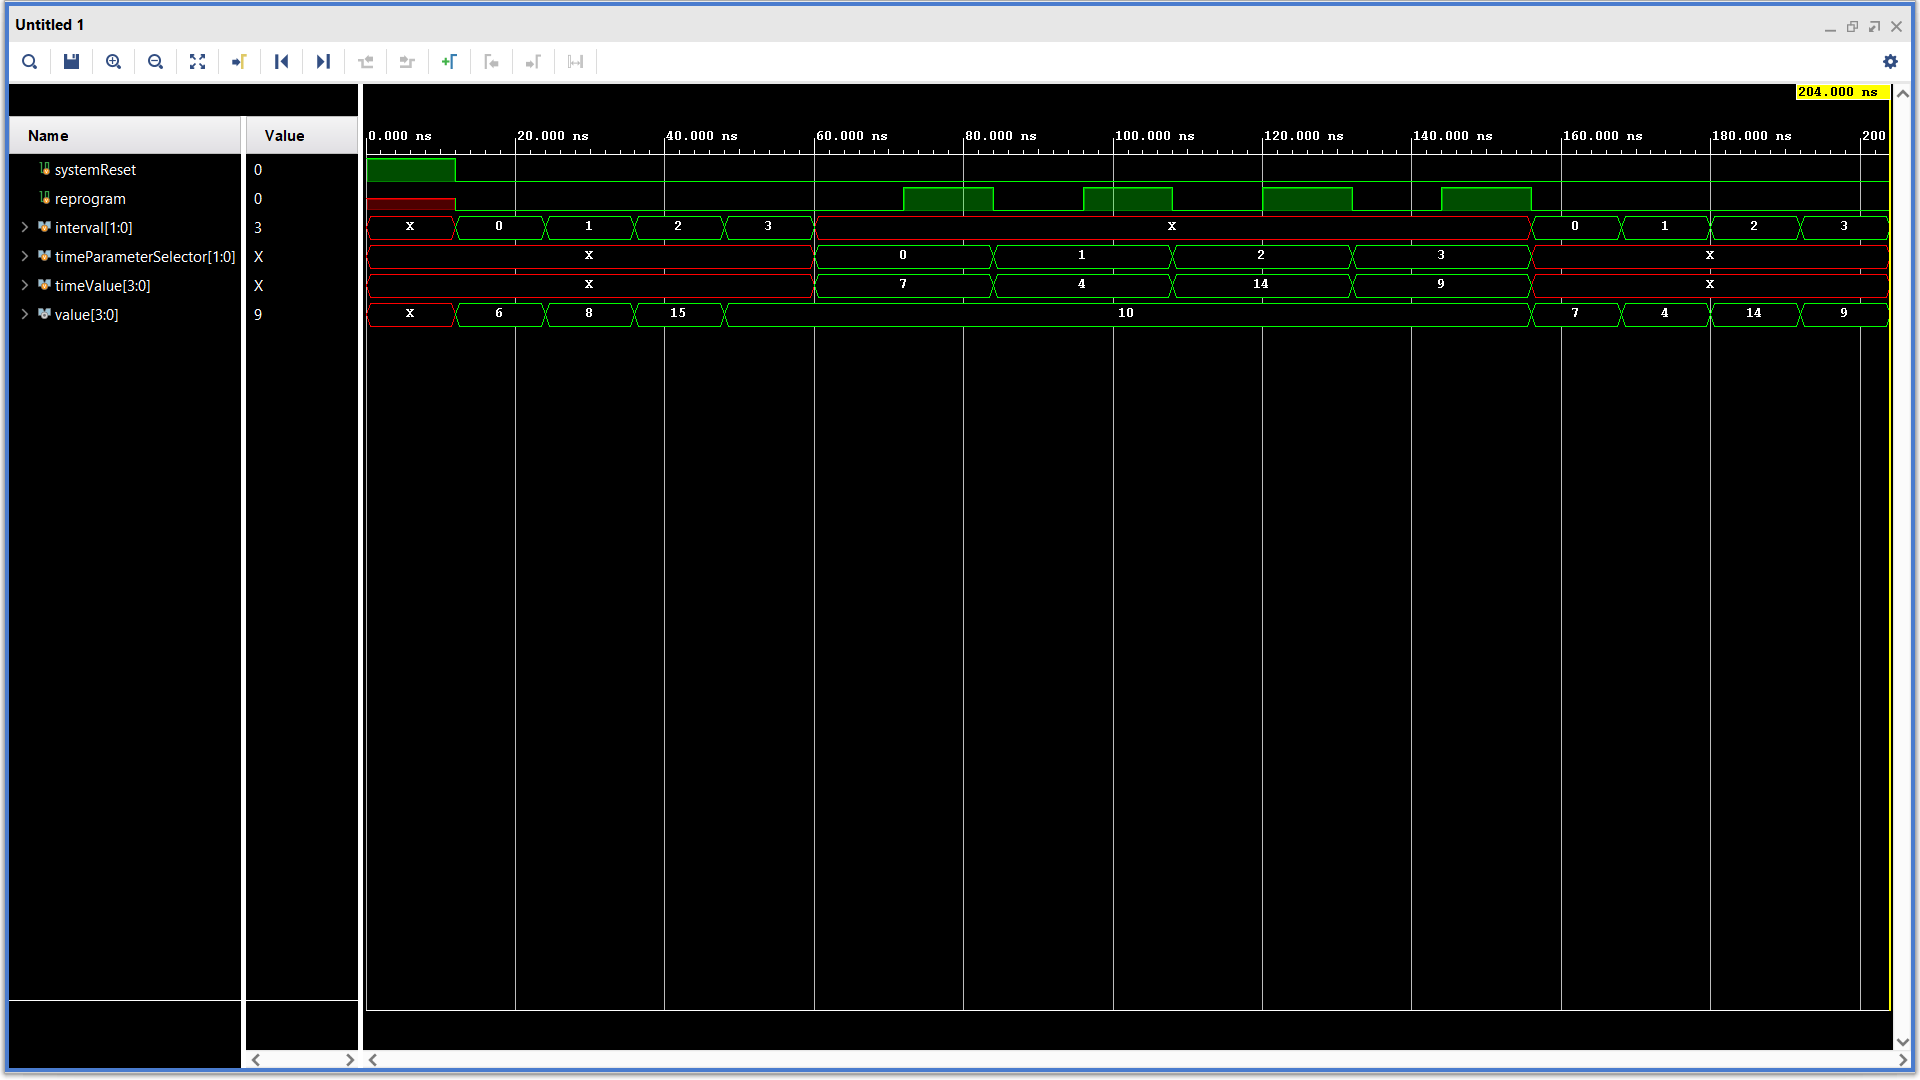 Untitled 1
204.000 ns
Name Value
0.000 ns 20.000 ns 40.000 ns 60.000 ns 80.000 ns 100.000 ns 120.000 ns 140.000 ns 160.000 ns 180.000 ns 200
systemReset 0
reprogram 0
interval[1:0] 3 X 0 1 2 3 X 0 1 2 3
timeParameterSelector[1:0] X X 0 1 2 3 X
timeValue[3:0] X X 7 4 14 9 X
value[3:0] 9 X 6 8 15 10 7 4 14 9